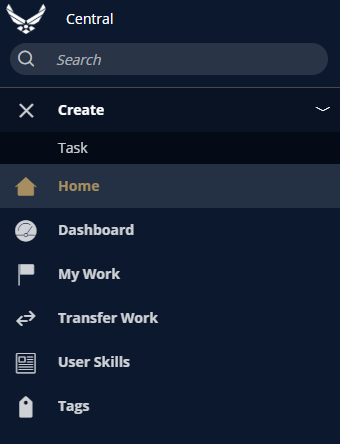 Central
Search
Create
Task
Home
Dashboard
My Work
Transfer Work
User Skills
Tags